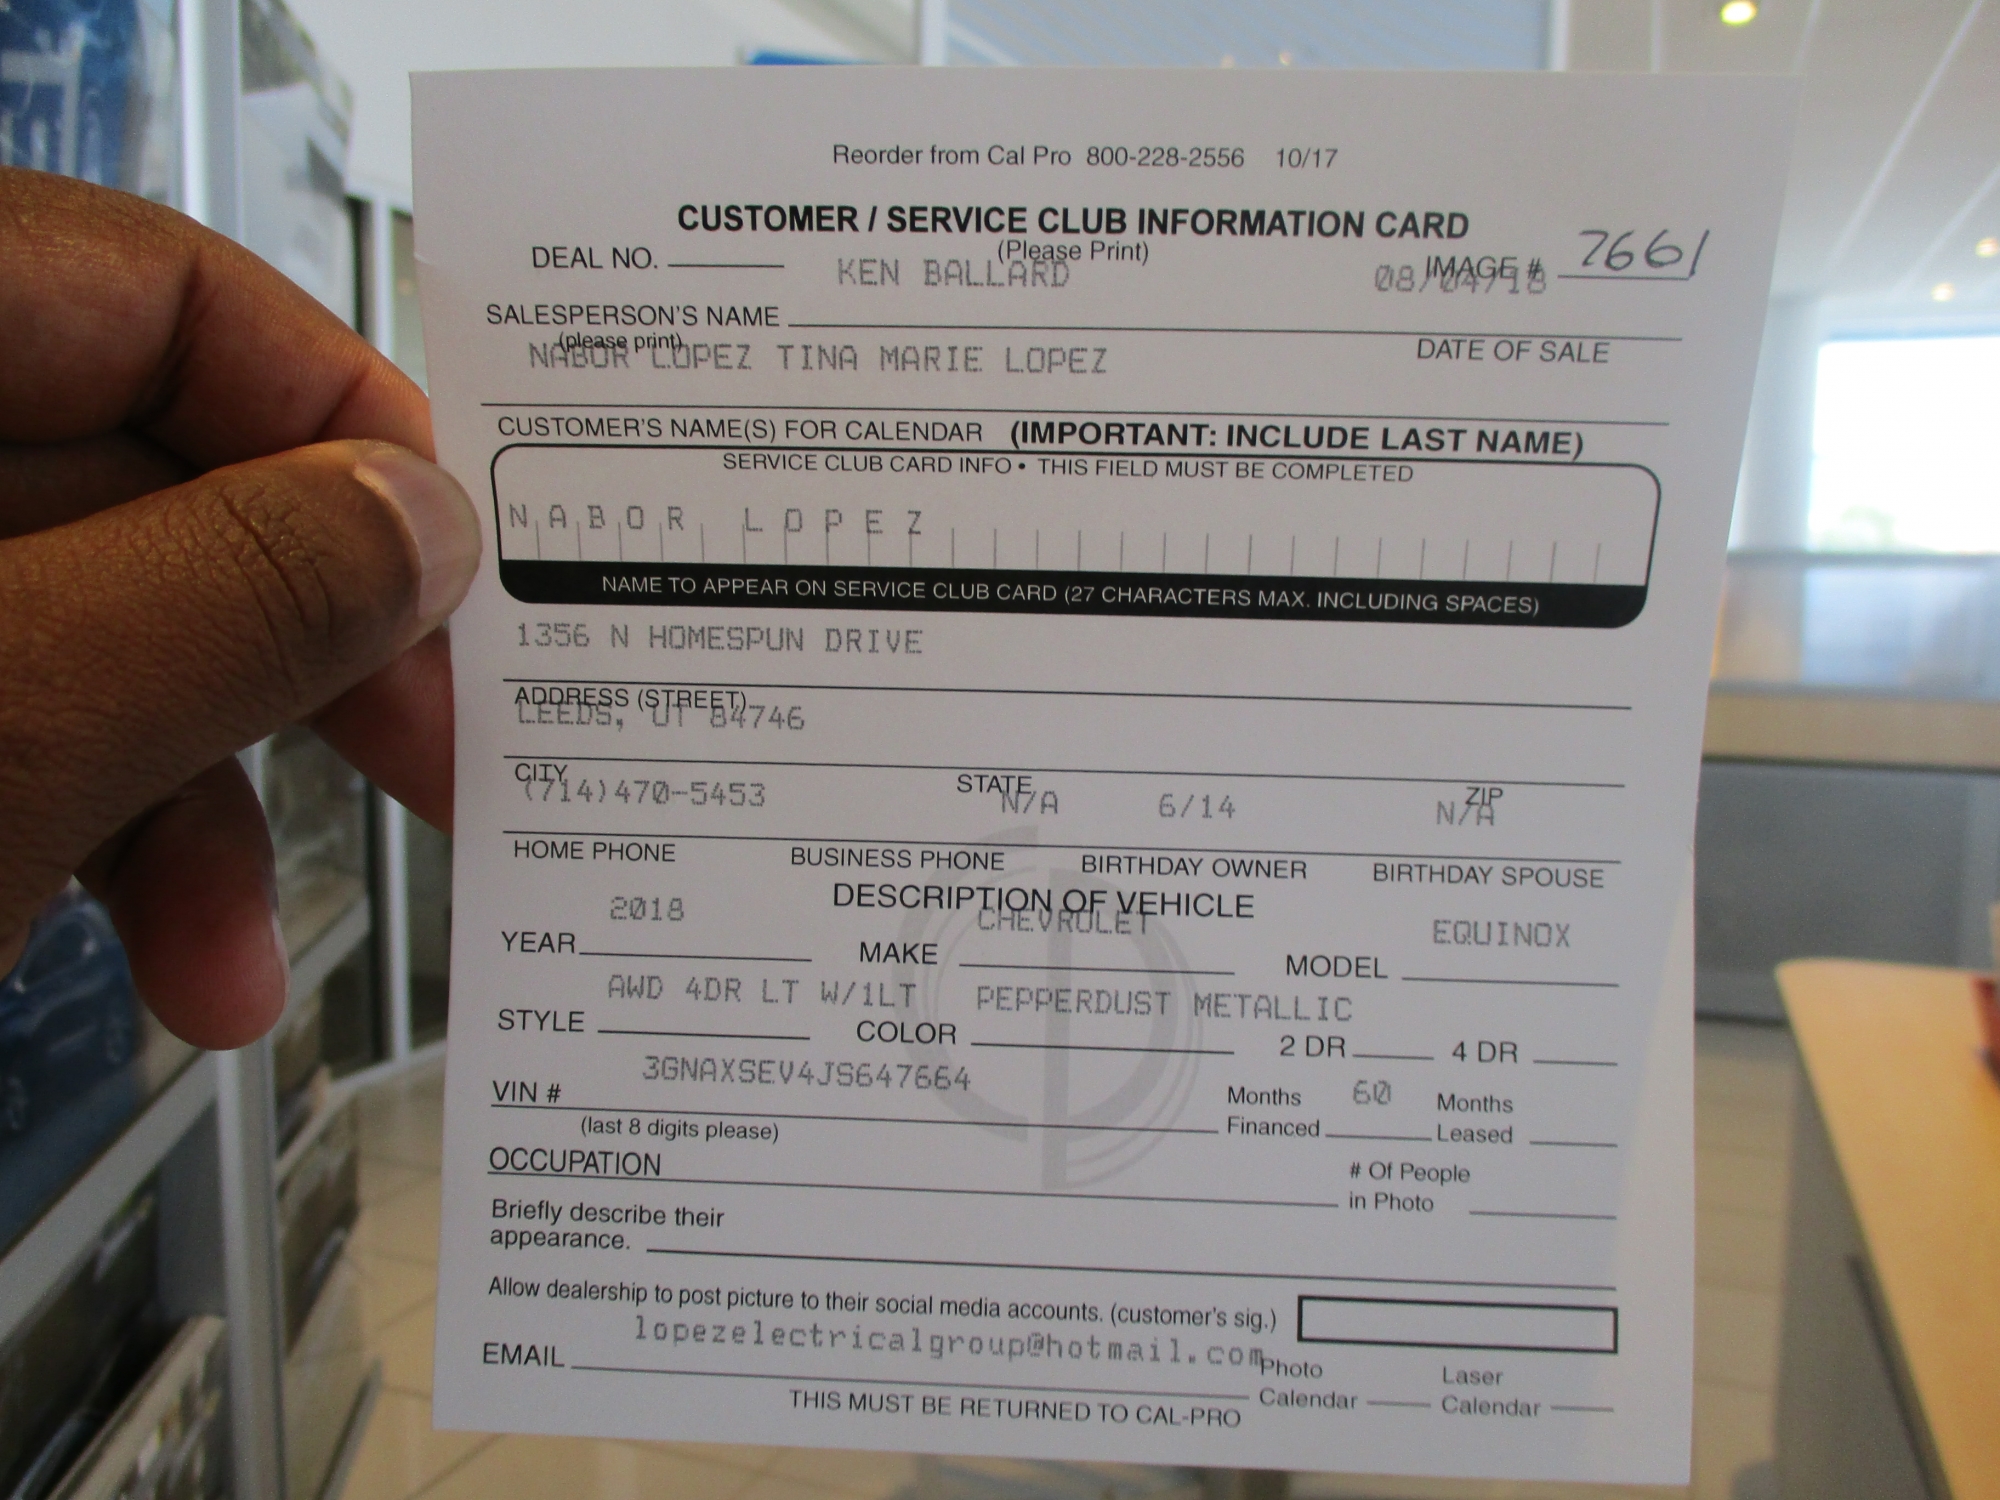 Reorder from Cal Pro 800-228-2556 10/17
CUSTOMER / SERVICE CLUB INFORMATION CARD
(Please Print)
DEAL NO. KEN BALLARD 08/04/18 IMAGE # 7661
SALESPERSON'S NAME
(please print) DATE OF SALE
NABOR LOPEZ TINA MARIE LOPEZ
CUSTOMER'S NAME(S) FOR CALENDAR (IMPORTANT: INCLUDE LAST NAME)
SERVICE CLUB CARD INFO • THIS FIELD MUST BE COMPLETED
NABOR LOPEZ
NAME TO APPEAR ON SERVICE CLUB CARD (27 CHARACTERS MAX. INCLUDING SPACES)
1356 N HOMESPUN DRIVE
ADDRESS (STREET)
LEEDS, UT 84746
CITY STATE ZIP
(714)470-5453 N/A 6/14 N/A
HOME PHONE BUSINESS PHONE BIRTHDAY OWNER BIRTHDAY SPOUSE
DESCRIPTION OF VEHICLE
2018 CHEVROLET EQUINOX
YEAR MAKE MODEL
AWD 4DR LT W/1LT PEPPERDUST METALLIC
STYLE COLOR 2 DR 4 DR
3GNAXSEV4JS647664
VIN # Months Financed 60 Months Leased
(last 8 digits please)
OCCUPATION # Of People in Photo
Briefly describe their
appearance.
Allow dealership to post picture to their social media accounts. (customer's sig.)
lopezelectricalgroup@hotmail.com
EMAIL Photo Calendar Laser Calendar
THIS MUST BE RETURNED TO CAL-PRO